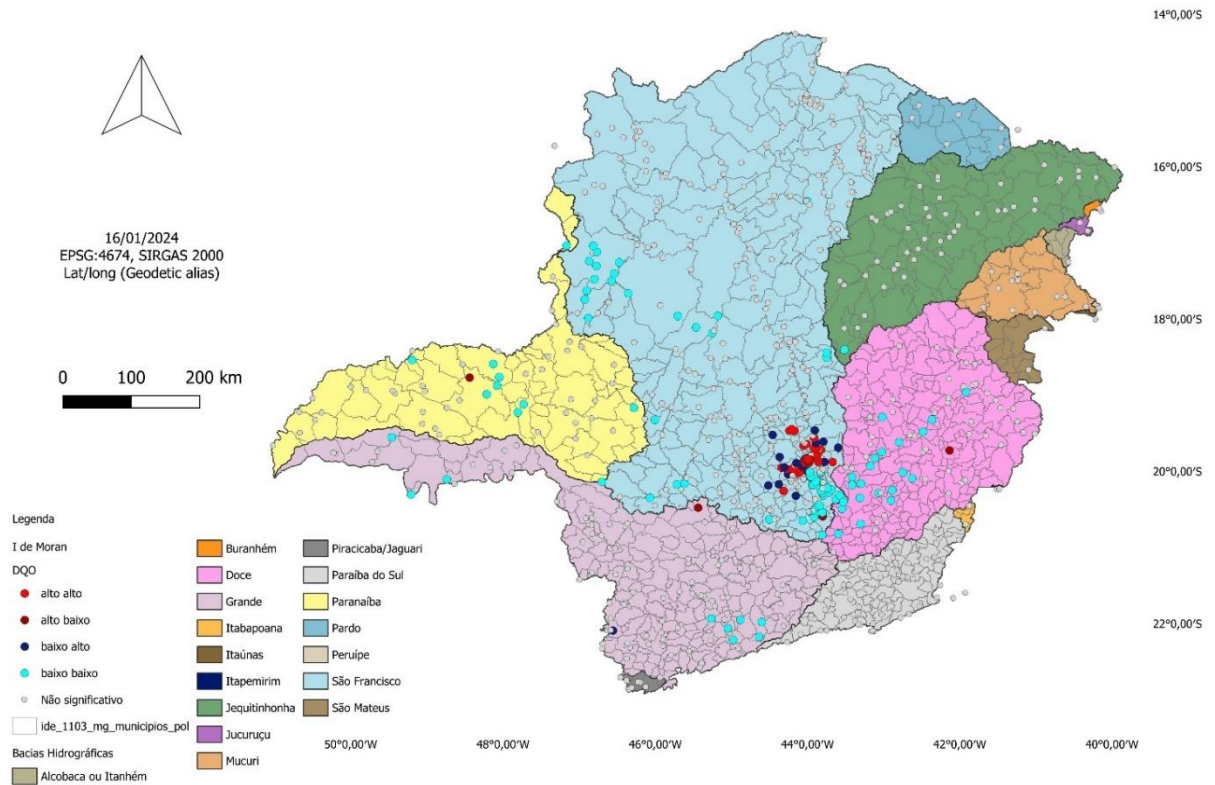 14°0,00′S
16°0,00′S
16/01/2024
EPSG:4674, SIRGAS 2000
Lat/long (Geodetic alias)
18°0,00′S
0 100 200 km
20°0,00′S
Legenda
I de Moran
DQO
alto alto
alto baixo
baixo alto
baixo baixo
Não significativo
ide_1103_mg_municipios_pol
Bacias Hidrográficas
Alcobaca ou Itanhém
Buranhém
Doce
Grande
Itabapoana
Itaúnas
Itapemirim
Jequitinhonha
Jucuruçu
Mucuri
Piracicaba/Jaguari
Paraíba do Sul
Paranaíba
Pardo
Peruípe
São Francisco
São Mateus
22°0,00′S
50°0,00′W 48°0,00′W 46°0,00′W 44°0,00′W 42°0,00′W 40°0,00′W